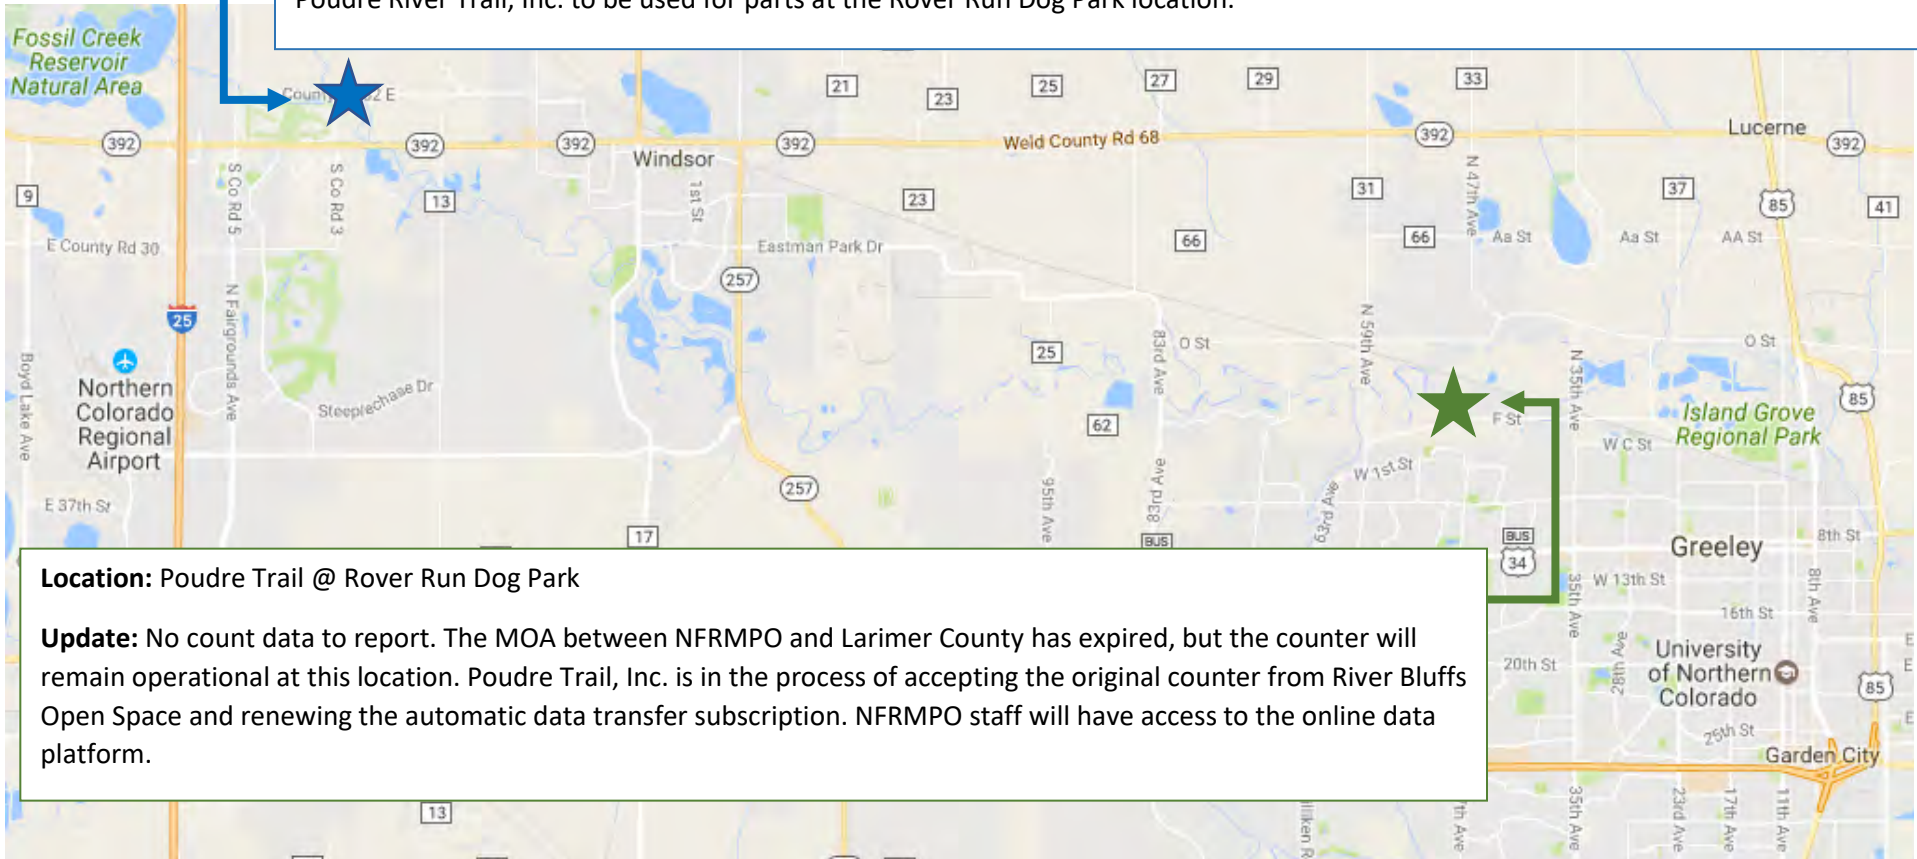 Poudre River Trail, Inc. to be used for parts at the Rover Run Dog Park location.
Fossil Creek
Reservoir
Natural Area
21
23
25
27
29
33
392
392
392
Windsor
392
Weld County Rd 68
392
Lucerne
392
9
S Co Rd 5
S Co Rd 3
13
1st St
23
31
N 47th Ave
37
85
41
E County Rd 30
Eastman Park Dr
66
66
Aa St
Aa St
AA St
257
25
N Fairgrounds Ave
Boyd Lake Ave
Northern
Colorado
Regional
Airport
Steeplechase Dr
25
83rd Ave
O St
N 59th Ave
N 35th Ave
O St
85
62
F St
Island Grove
Regional Park
W C St
W 1st St
E 37th St
257
95th Ave
83rd Ave
63rd Ave
17
BUS
BUS
34
Greeley
8th St
35th Ave
W 13th St
8th Ave
16th St
Location: Poudre Trail @ Rover Run Dog Park
Update: No count data to report. The MOA between NFRMPO and Larimer County has expired, but the counter will
remain operational at this location. Poudre Trail, Inc. is in the process of accepting the original counter from River Bluffs
Open Space and renewing the automatic data transfer subscription. NFRMPO staff will have access to the online data
platform.
20th St
28th Ave
University
of Northern
Colorado
85
25th St
Garden City
13
35th Ave
23rd Ave
17th Ave
11th Ave